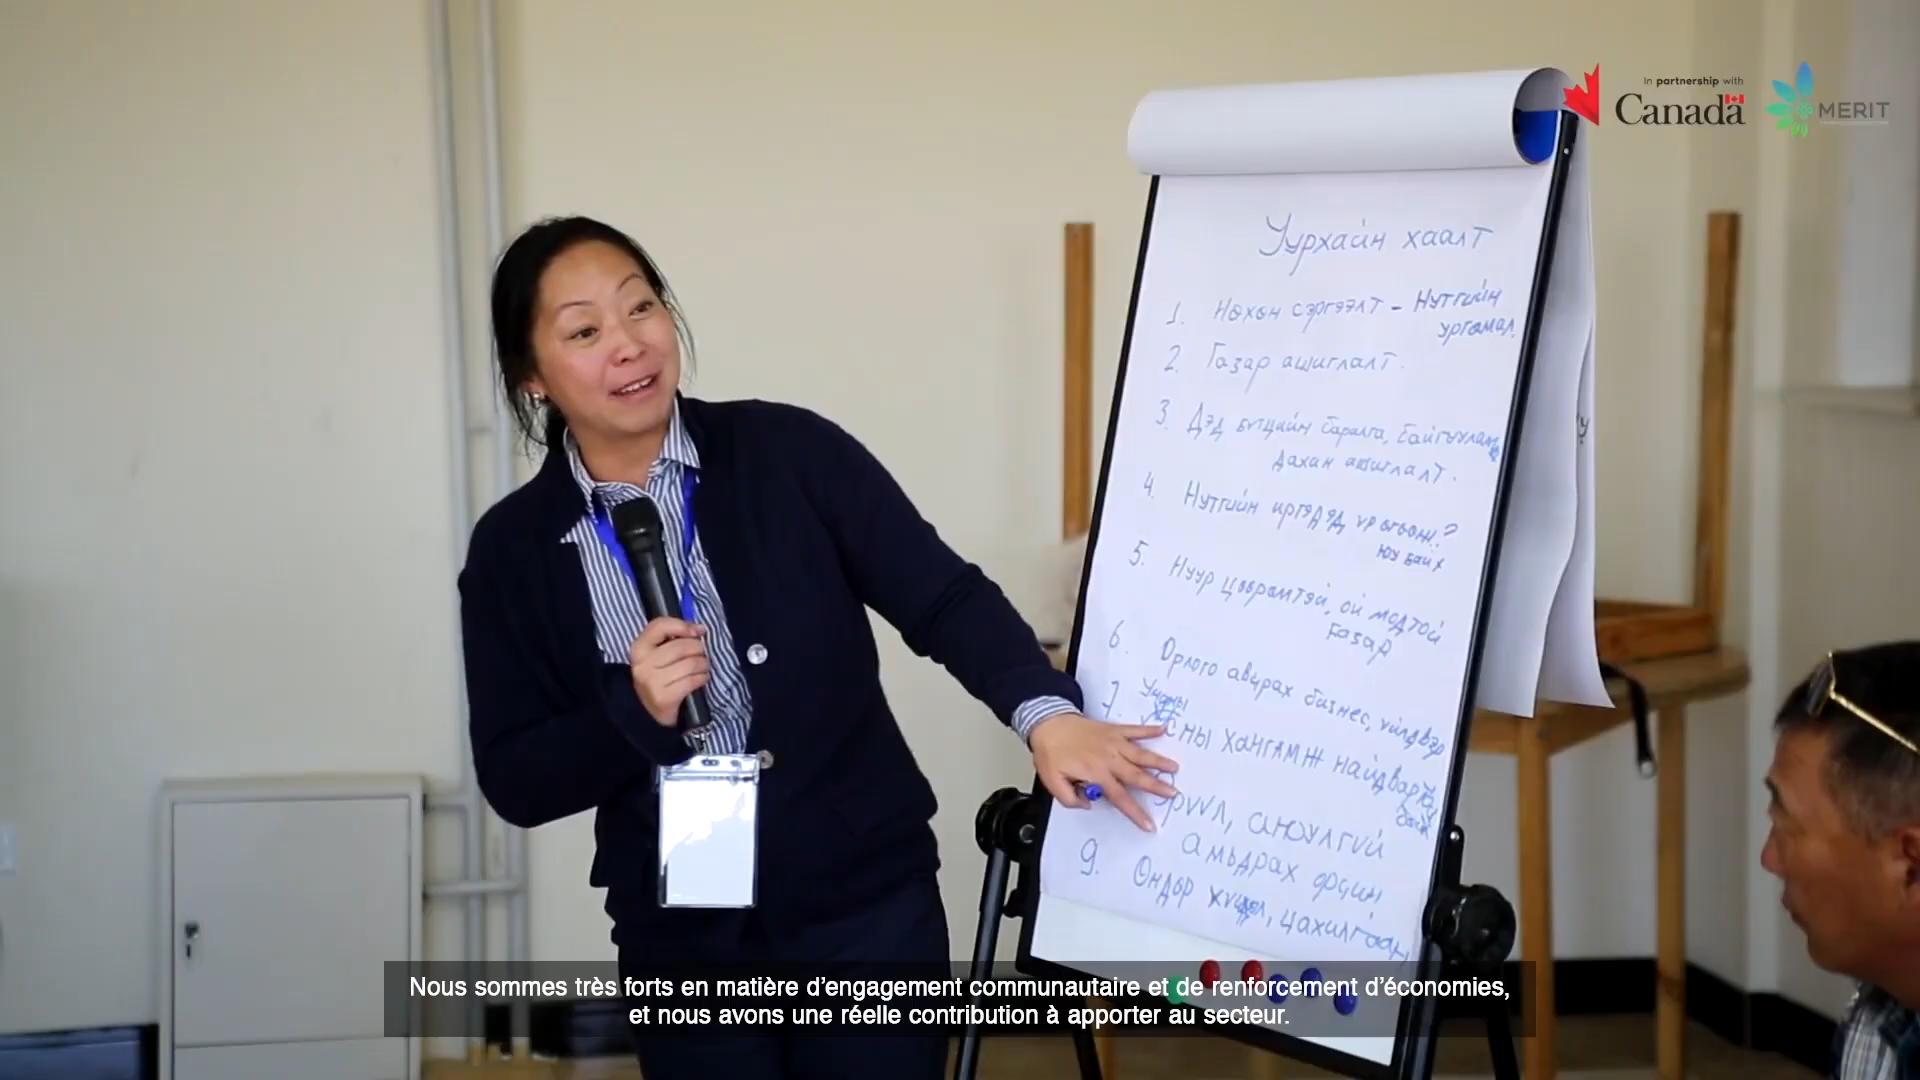 In partnership with
Canada
MERIT
Уурхайн хаалт
1. Нөхөн сэргээлт - Нутгийн
ургамал.
2. Газар ашиглалт.
3. Дэд бүтцийн барилга, байгууламж
дахин ашиглалт.
4. Нутгийн иргэдэд үр өгөөж?
юу байх
5. Нуур цөөрөмтэй, ой модтой
газар
6. Орлого авчрах бизнес, үйлдвэр
7.
Усны хангамж найдвартай
байх
Эрүүл, аюулгүй
амьдрах орчин
9. Өндөр хүчдэл, цахилгаан
Nous sommes très forts en matière d'engagement communautaire et de renforcement d'économies,
et nous avons une réelle contribution à apporter au secteur.